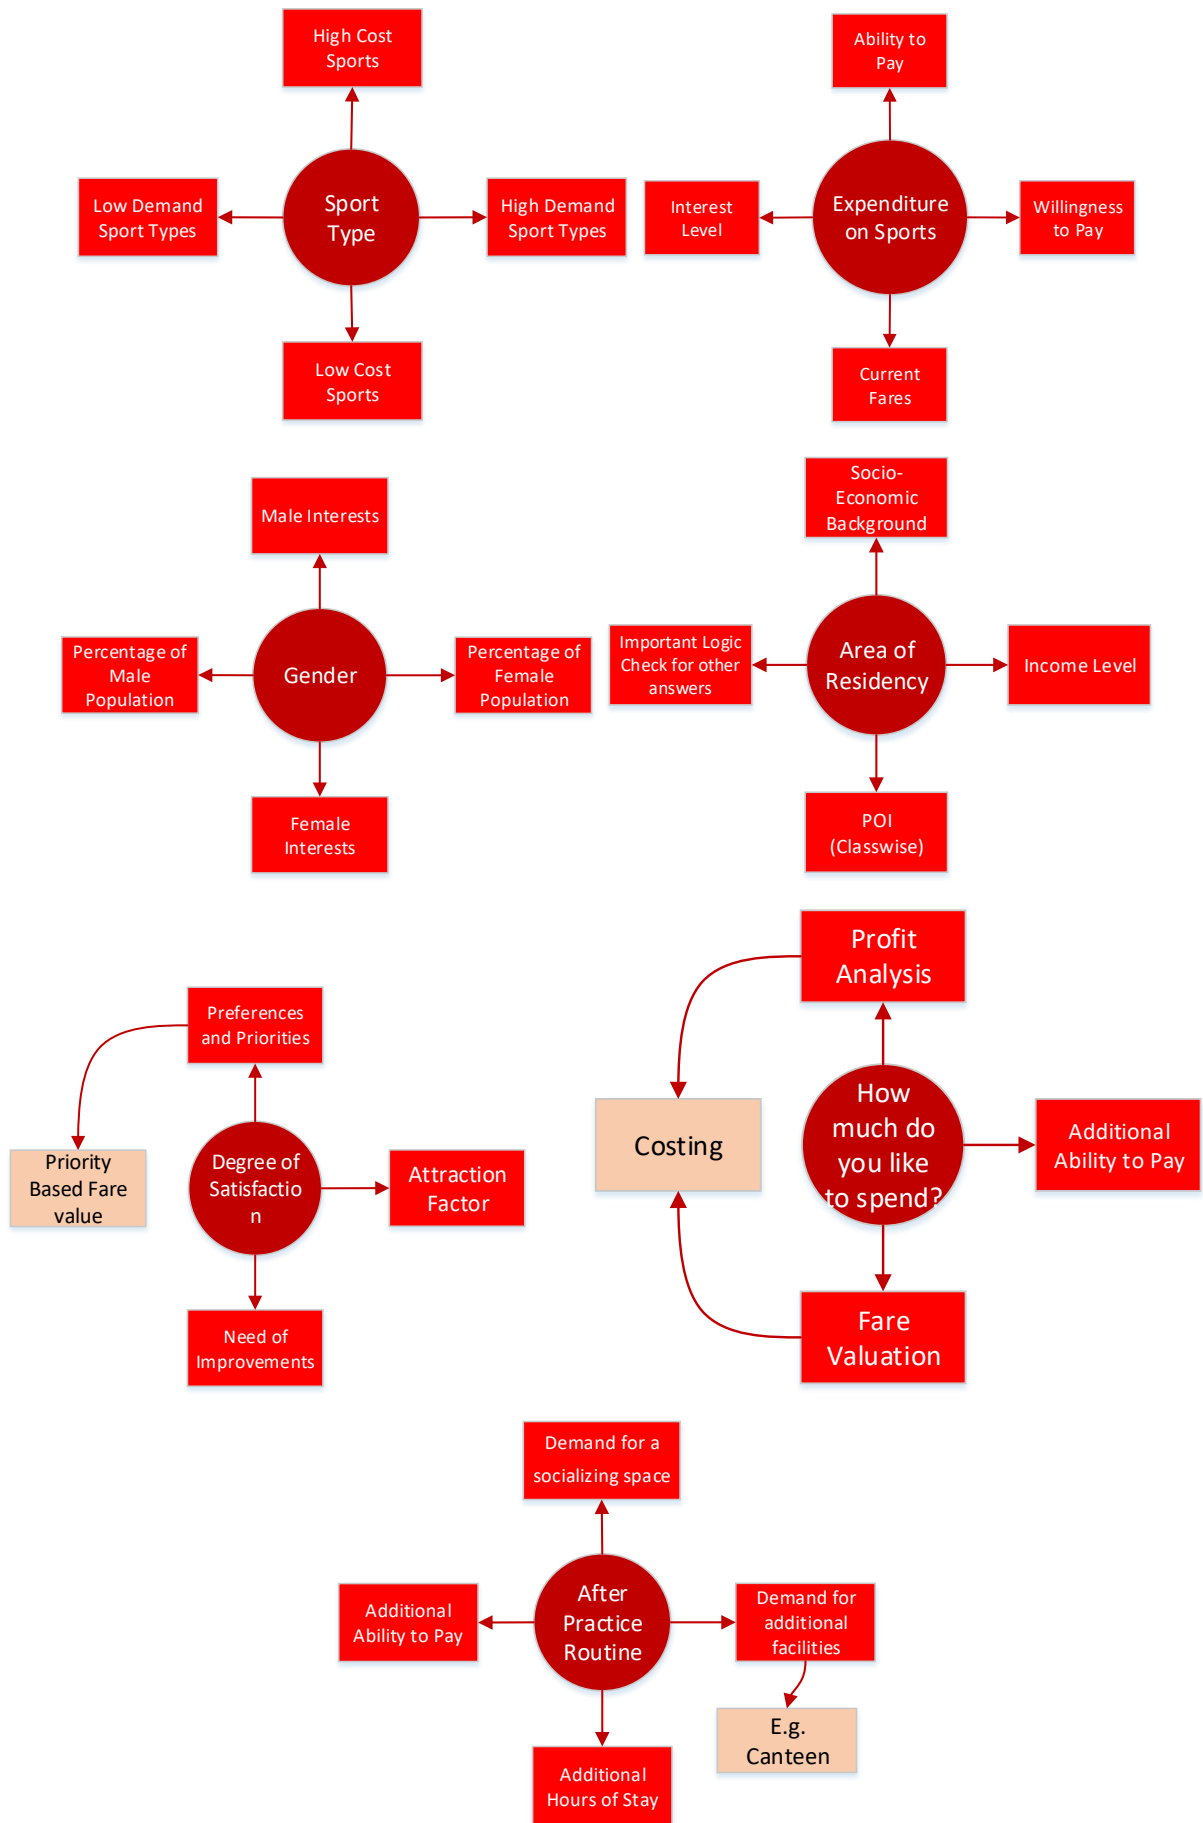 High Cost
Sports
Low Demand
Sport Types
Sport
Type
High Demand
Sport Types
Low Cost
Sports
Ability to
Pay
Interest
Level
Expenditure
on Sports
Willingness
to Pay
Current
Fares
Male Interests
Percentage of
Male
Population
Gender
Percentage of
Female
Population
Female
Interests
Socio-
Economic
Background
Important Logic
Check for other
answers
Area of
Residency
Income Level
POI
(Classwise)
Preferences
and Priorities
Priority
Based Fare
value
Degree of
Satisfactio
n
Attraction
Factor
Need of
Improvements
Profit
Analysis
Costing
How
much do
you like
to spend?
Additional
Ability to Pay
Fare
Valuation
Demand for a
socializing space
Additional
Ability to Pay
After
Practice
Routine
Demand for
additional
facilities
E.g.
Canteen
Additional
Hours of Stay